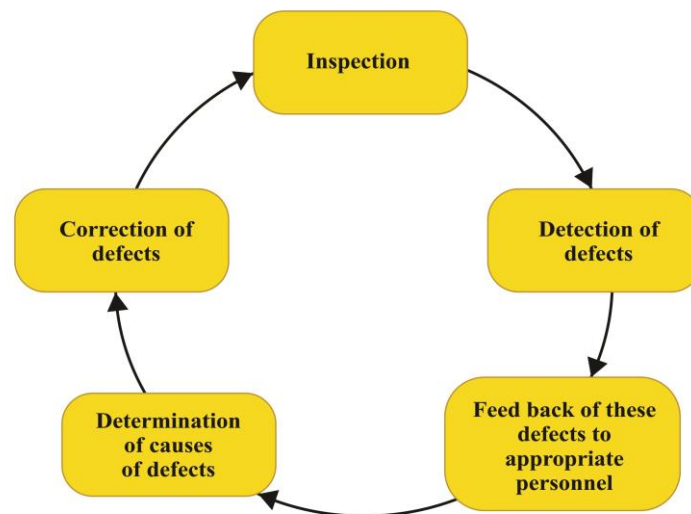 Inspection
Detection of
defects
Feed back of these
defects to
appropriate
personnel
Determination
of causes
of defects
Correction of
defects